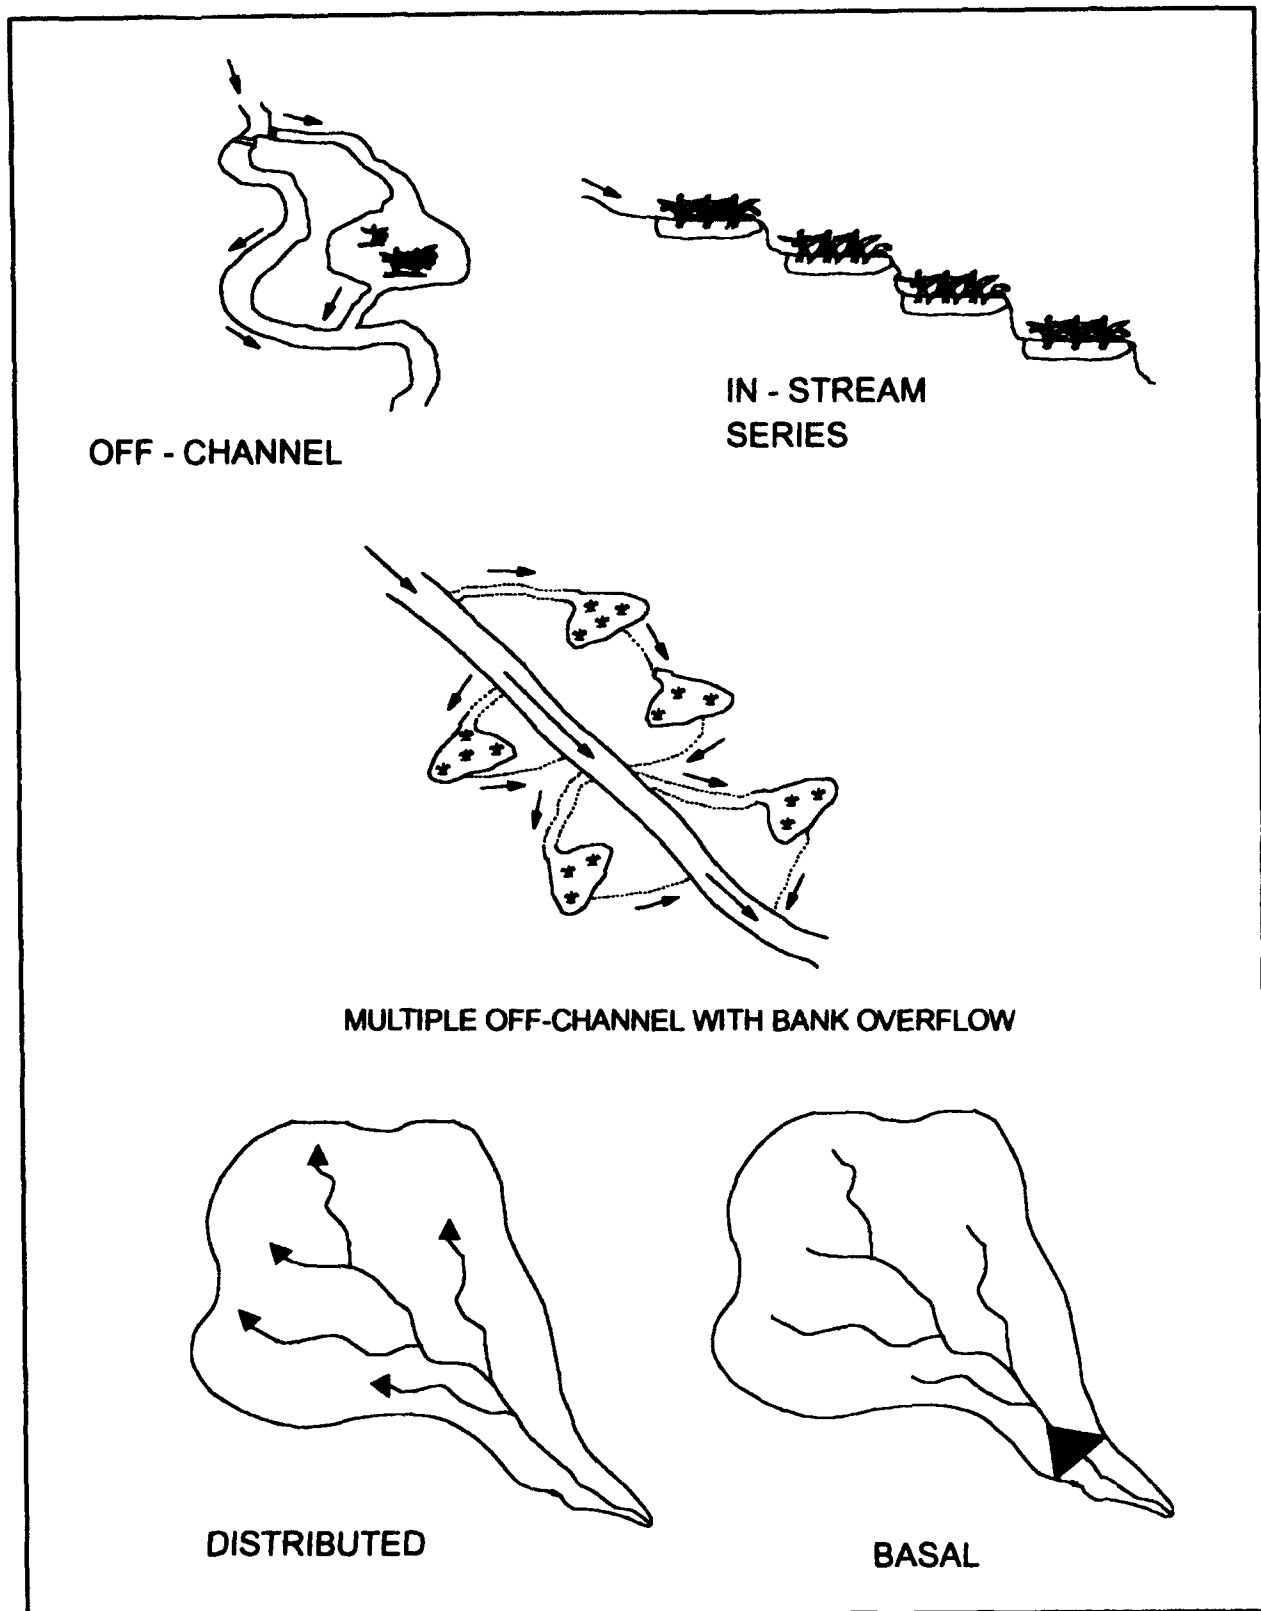 OFF - CHANNEL
IN - STREAM
SERIES
MULTIPLE OFF-CHANNEL WITH BANK OVERFLOW
DISTRIBUTED
BASAL